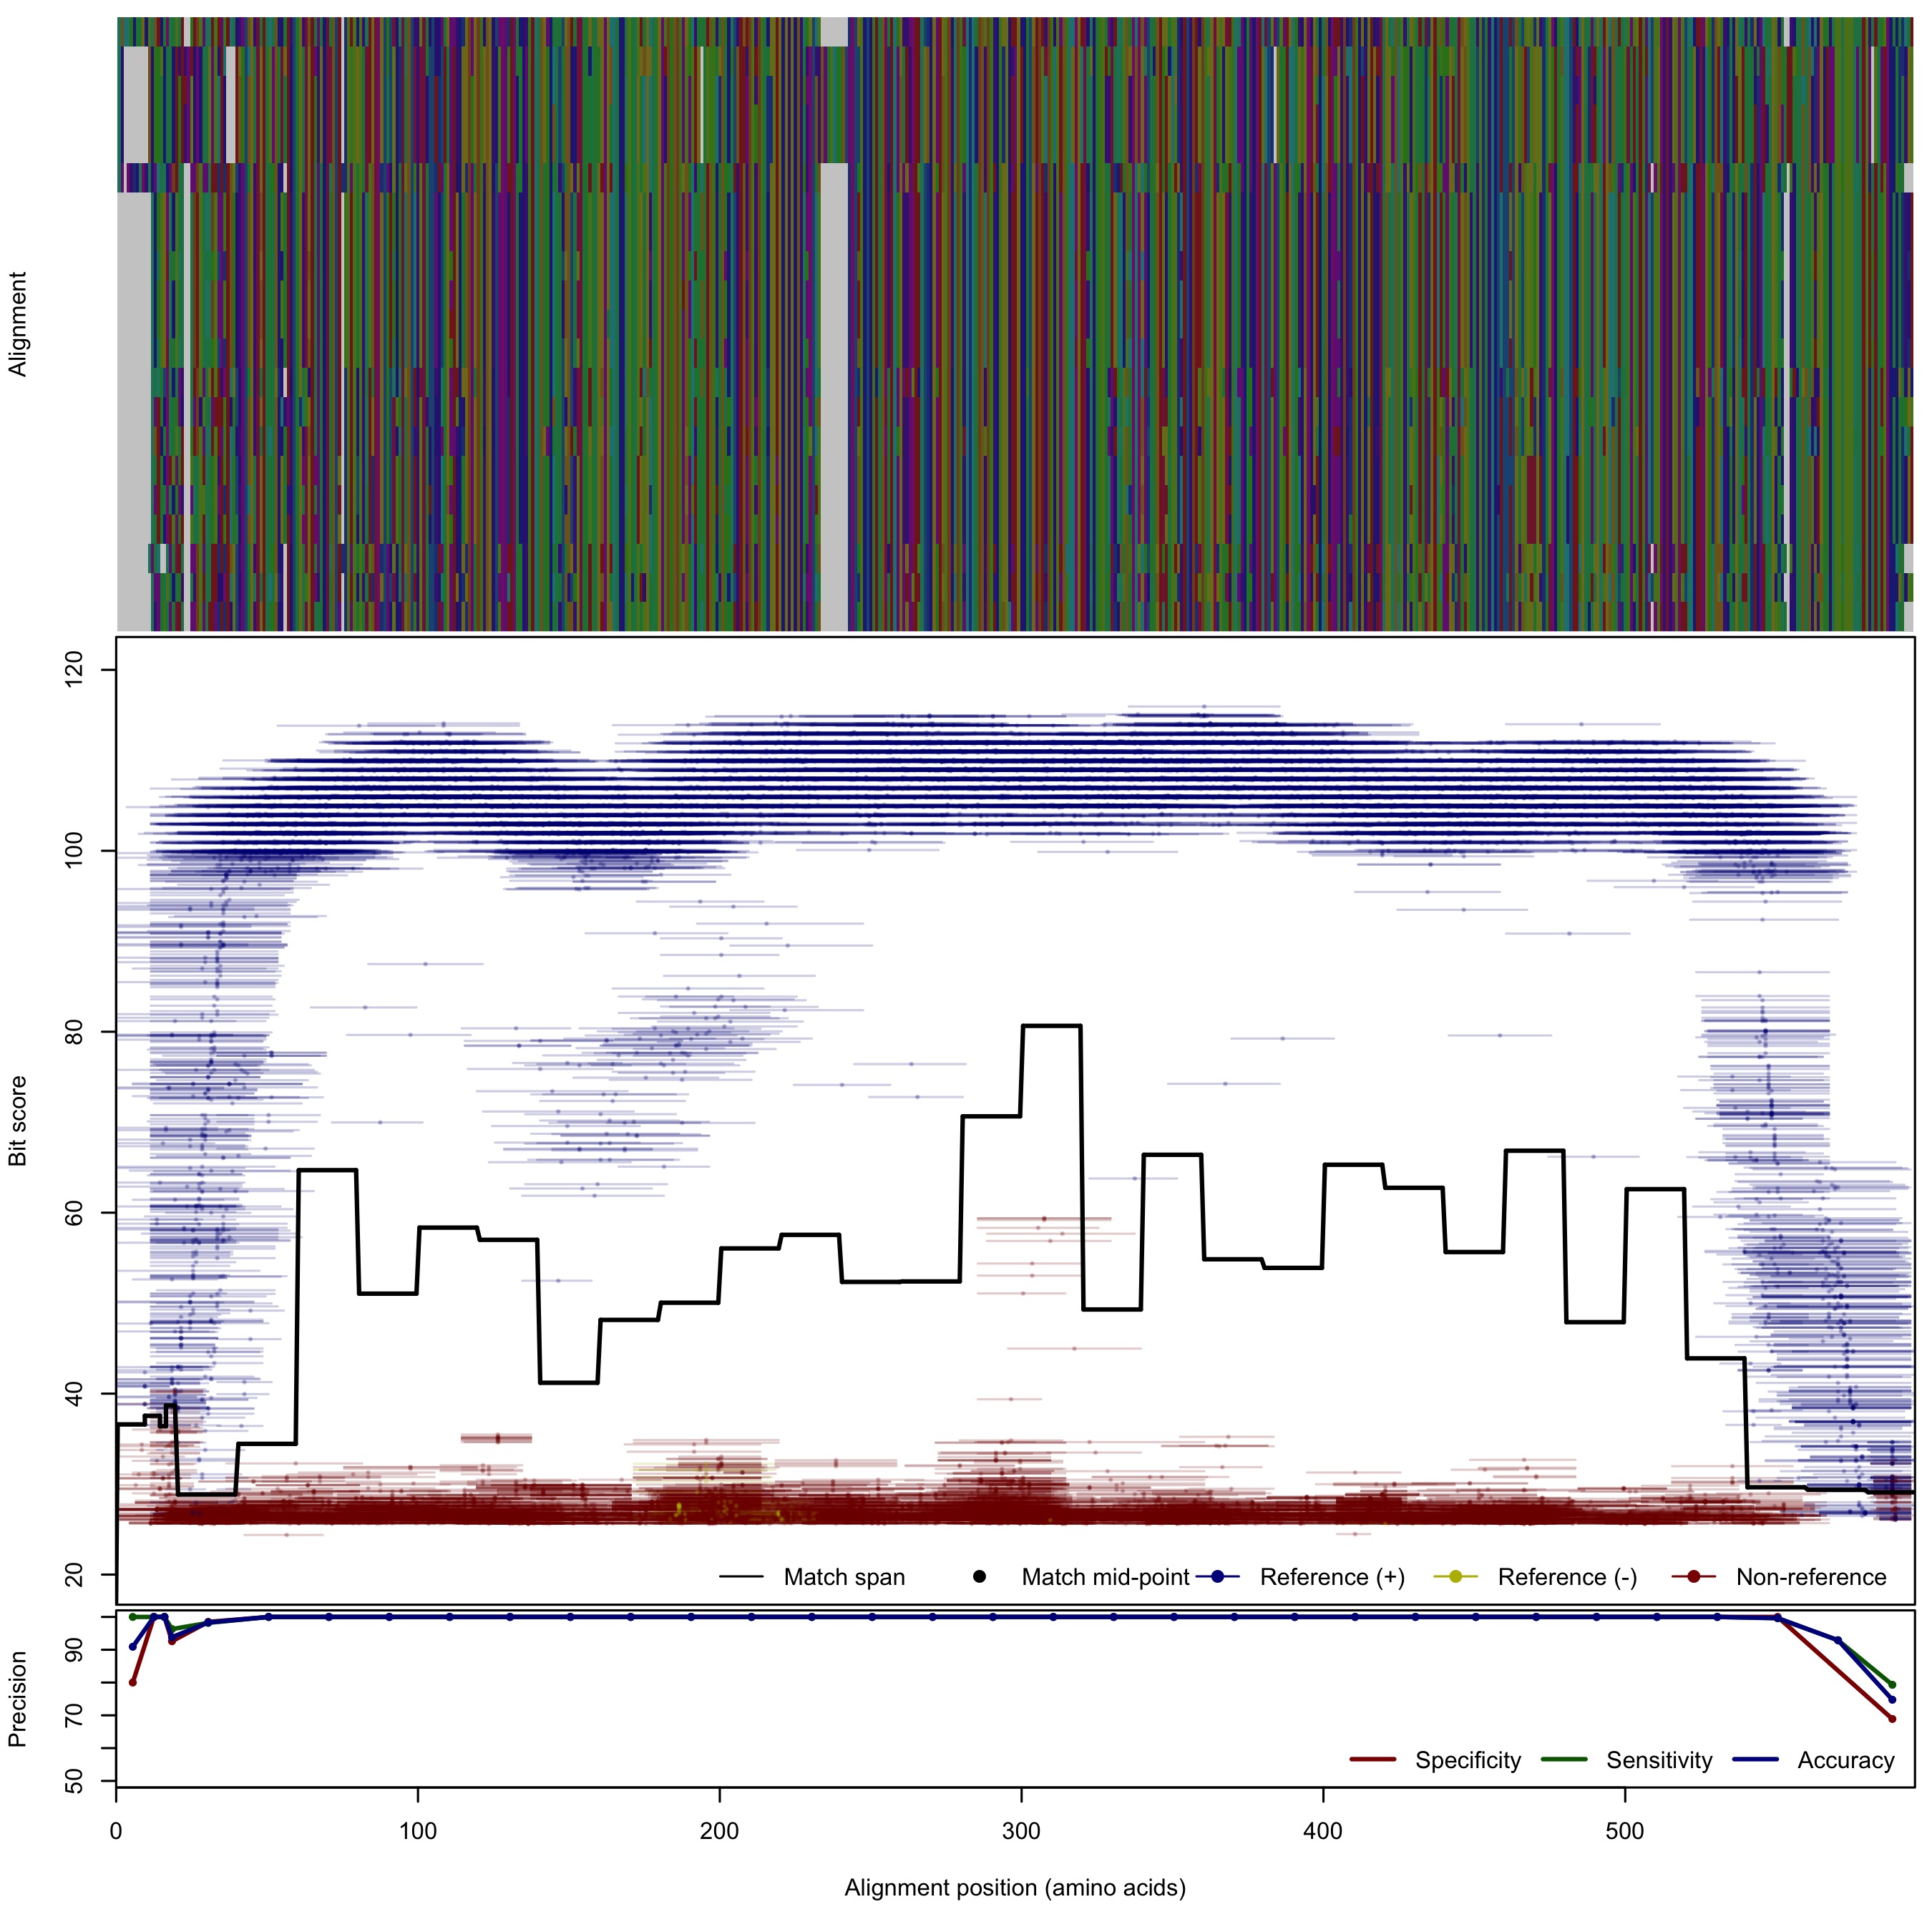 Alignment
120
100
80
60
40
20
Bit score
Match span Match mid-point Reference (+) Reference (-) Non-reference
90
70
50
Precision
Specificity Sensitivity Accuracy
0 100 200 300 400 500
Alignment position (amino acids)